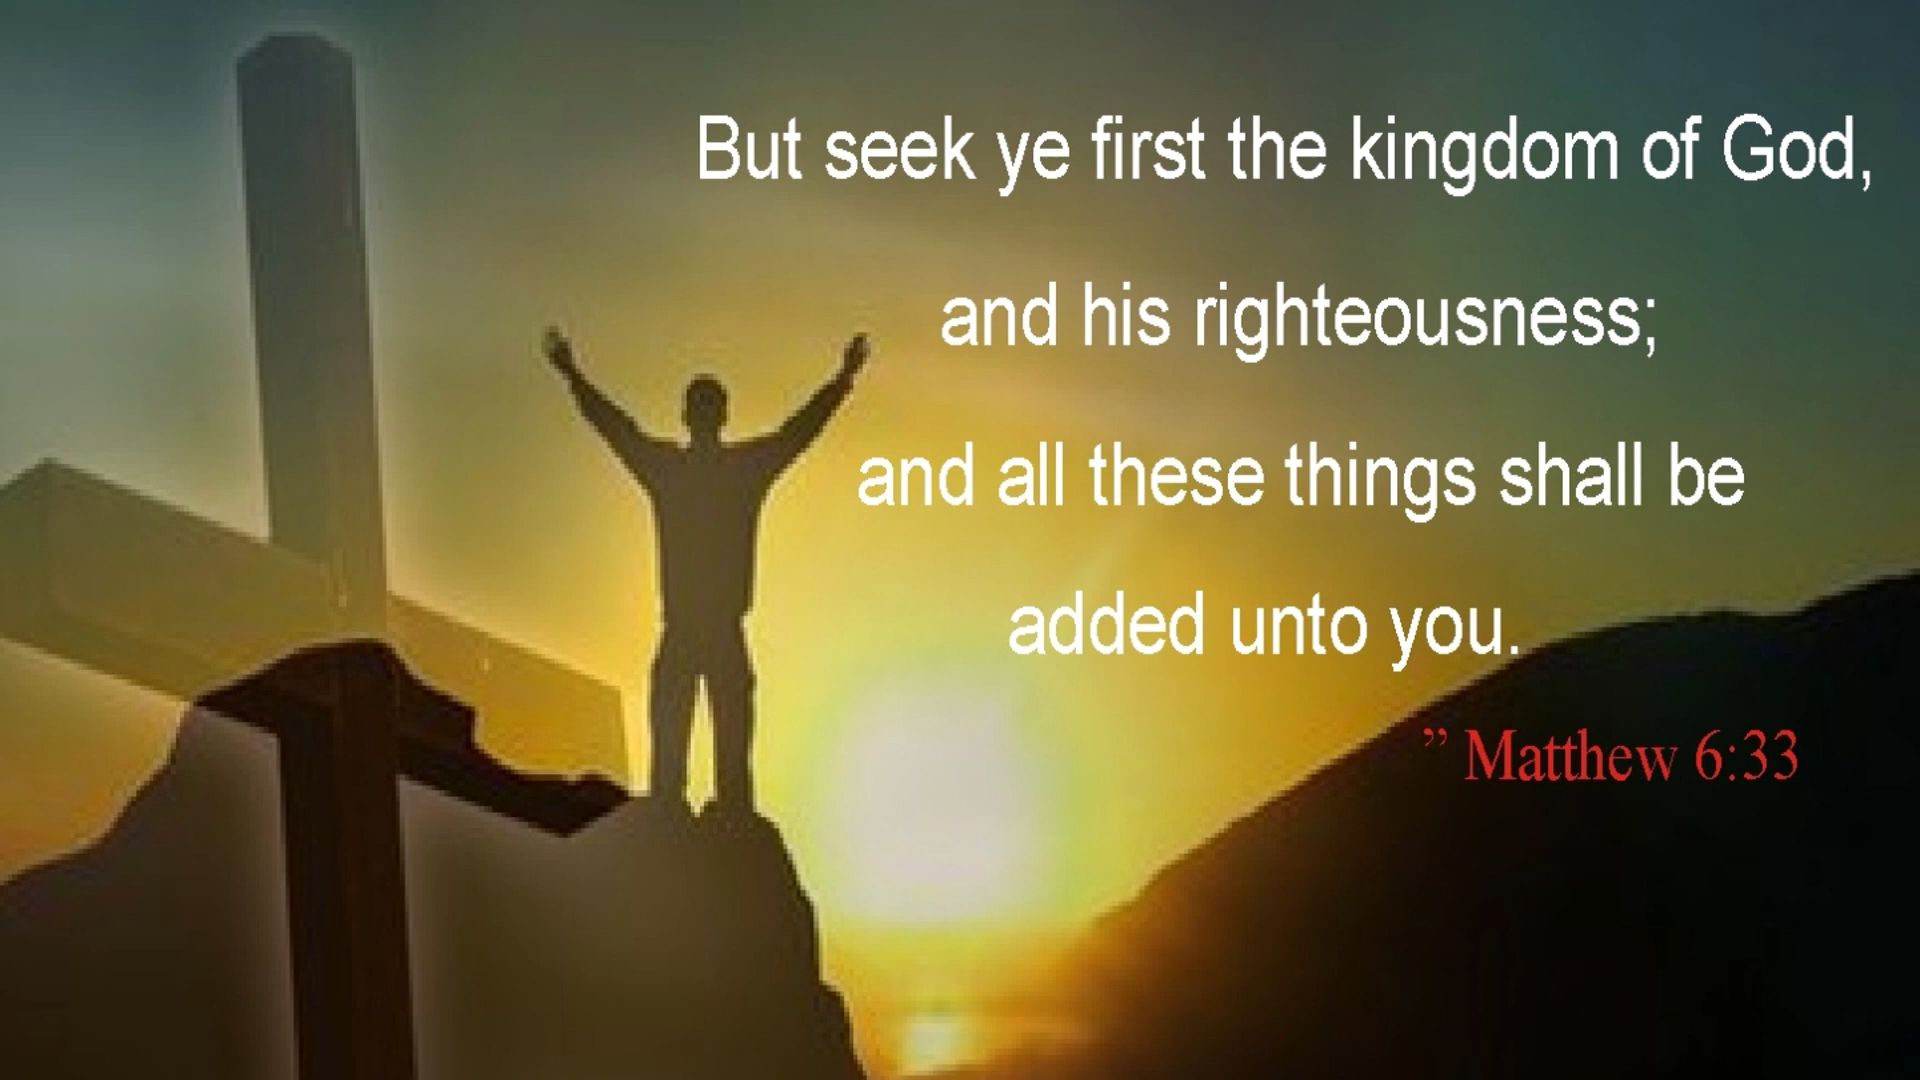 But seek ye first the kingdom of God,
and his righteousness;
and all these things shall be
added unto you.
” Matthew 6:33